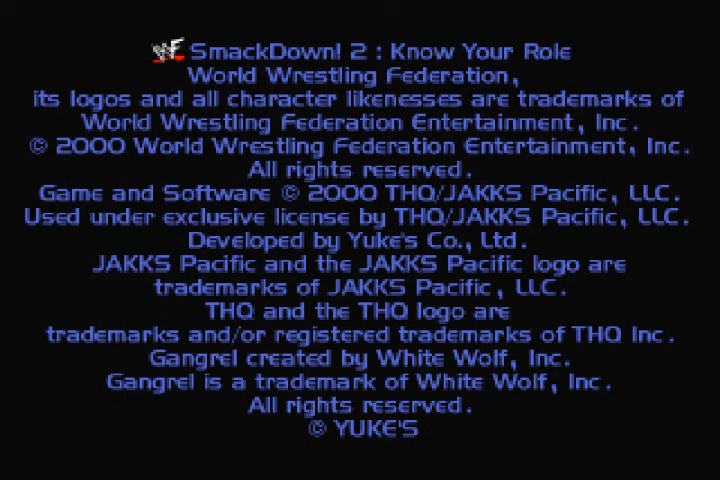 WF SmackDown! 2 : Know Your Role
World Wrestling Federation,
its logos and all character likenesses are trademarks of
World Wrestling Federation Entertainment, Inc.
© 2000 World Wrestling Federation Entertainment, Inc.
All rights reserved.
Game and Software © 2000 THQ/JAKKS Pacific, LLC.
Used under exclusive license by THQ/JAKKS Pacific, LLC.
Developed by Yuke's Co., Ltd.
JAKKS Pacific and the JAKKS Pacific logo are
trademarks of JAKKS Pacific, LLC.
THQ and the THQ logo are
trademarks and/or registered trademarks of THQ Inc.
Gangrel created by White Wolf, Inc.
Gangrel is a trademark of White Wolf, Inc.
All rights reserved.
© YUKE'S